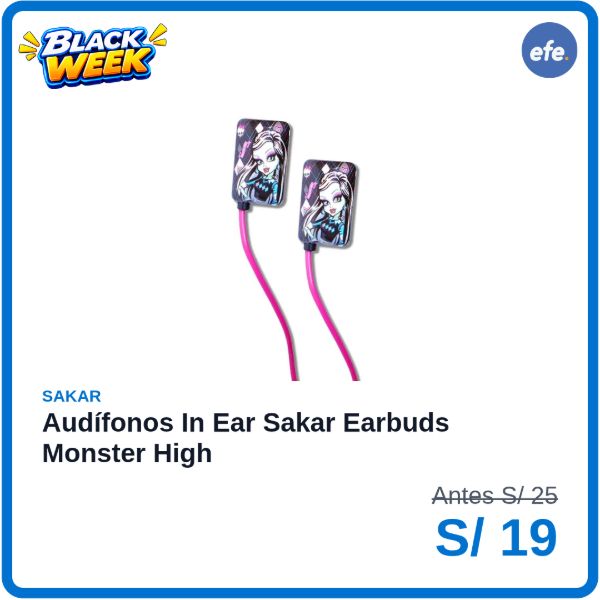 BLACK
WEEK
efe.
SAKAR
Audífonos In Ear Sakar Earbuds
Monster High
Antes S/ 25
S/ 19